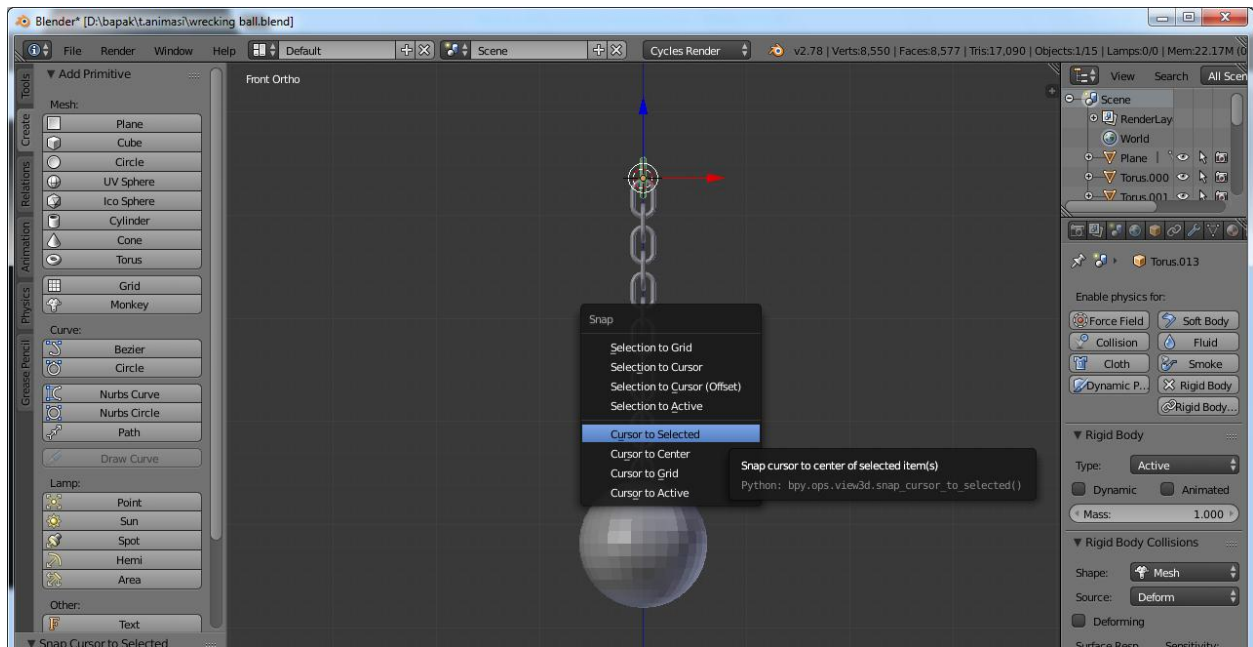 Blender* [D:\bapak\t.animasi\wrecking ball.blend]
File Render Window Help Default Scene Cycles Render v2.78 | Verts:8,550 | Faces:8,577 | Tris:17,090 | Objects:1/15 | Lamps:0/0 | Mem:22.17M (0
Tools
Create
Relations
Animation
Physics
Grease Pencil
Add Primitive
Mesh:
Plane
Cube
Circle
UV Sphere
Ico Sphere
Cylinder
Cone
Torus
Grid
Monkey
Curve:
Bezier
Circle
Nurbs Curve
Nurbs Circle
Path
Draw Curve
Lamp:
Point
Sun
Spot
Hemi
Area
Other:
Text
Snap Cursor to Selected
Front Ortho
Snap
Selection to Grid
Selection to Cursor
Selection to Cursor (Offset)
Selection to Active
Cursor to Selected
Cursor to Center
Cursor to Grid
Cursor to Active
Snap cursor to center of selected item(s)
Python: bpy.ops.view3d.snap_cursor_to_selected()
View Search All Scen
Scene
RenderLay
World
Plane
Torus.000
Torus.001
Torus.013
Enable physics for:
Force Field Soft Body
Collision Fluid
Cloth Smoke
Dynamic P... Rigid Body
Rigid Body...
Rigid Body
Type: Active
Dynamic Animated
Mass: 1.000
Rigid Body Collisions
Shape: Mesh
Source: Deform
Deforming
Surface Resp Sensitivity: